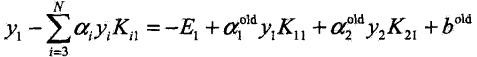 $y_1 - \sum_{i=3}^{N} \alpha_i y_i K_{i1} = -E_1 + \alpha_1^{\text{old}} y_1 K_{11} + \alpha_2^{\text{old}} y_2 K_{21} + b^{\text{old}}$